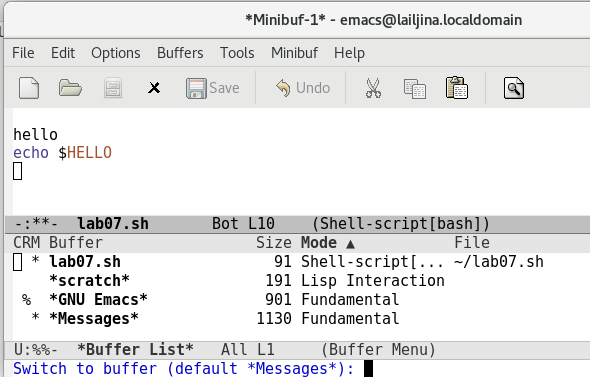 *Minibuf-1* - emacs@lailjina.localdomain
File Edit Options Buffers Tools Minibuf Help
Save Undo
hello
echo $HELLO
-:**- lab07.sh Bot L10 (Shell-script[bash])
CRM Buffer Size Mode ▲ File
* lab07.sh 91 Shell-script[... ~/lab07.sh
*scratch* 191 Lisp Interaction
% *GNU Emacs* 901 Fundamental
* *Messages* 1130 Fundamental
U:%%- *Buffer List* All L1 (Buffer Menu)
Switch to buffer (default *Messages*):